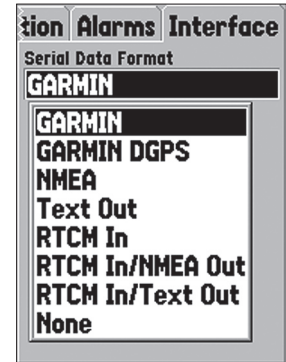 tion Alarms Interface
Serial Data Format
GARMIN
GARMIN
GARMIN DGPS
NMEA
Text Out
RTCM In
RTCM In/NMEA Out
RTCM In/Text Out
None